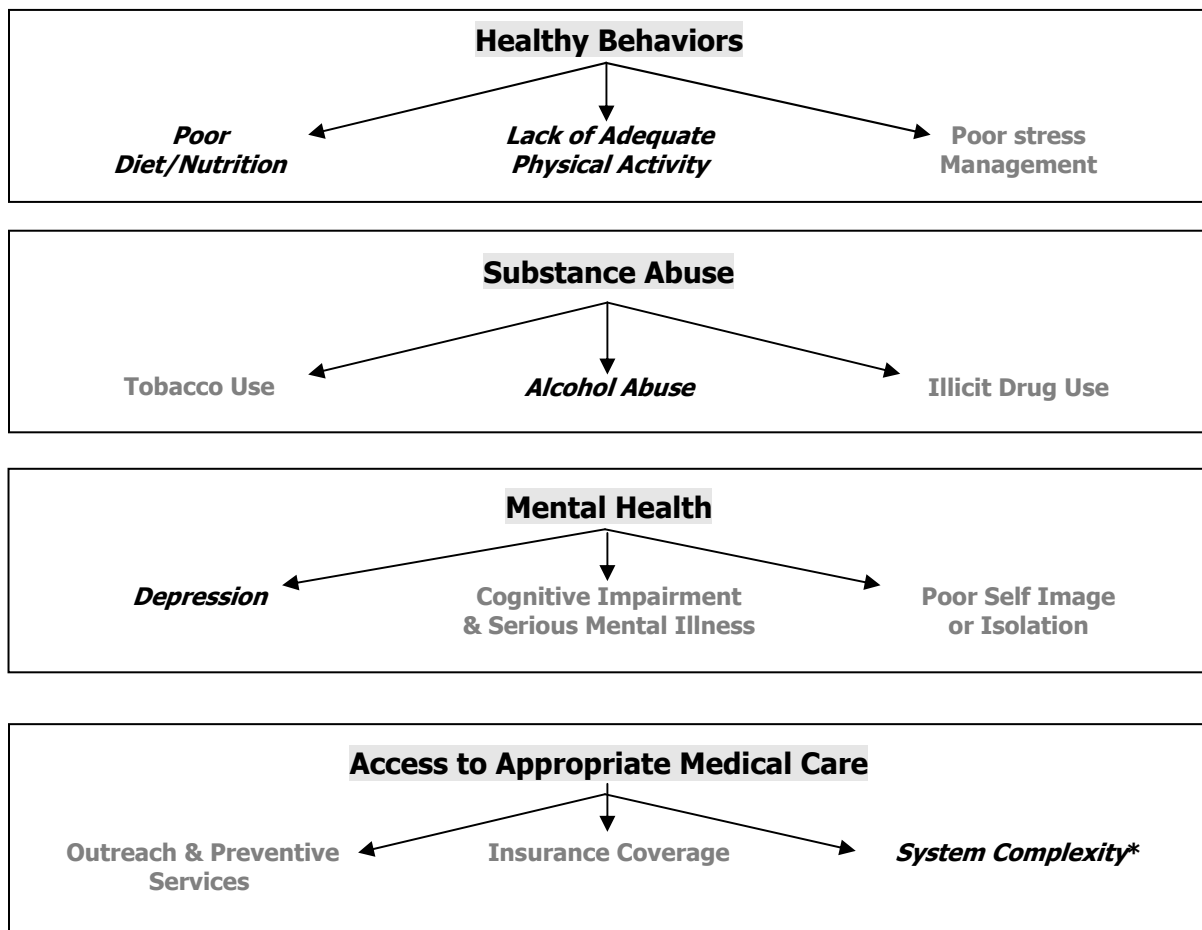 Healthy Behaviors
Poor
Diet/Nutrition
Lack of Adequate
Physical Activity
Poor stress
Management
Substance Abuse
Tobacco Use
Alcohol Abuse
Illicit Drug Use
Mental Health
Depression
Cognitive Impairment
& Serious Mental Illness
Poor Self Image
or Isolation
Access to Appropriate Medical Care
Outreach & Preventive
Services
Insurance Coverage
System Complexity*